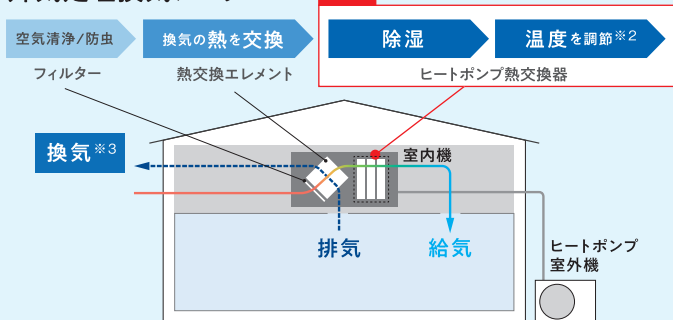 空気清浄/防虫
換気の熱を交換
除湿
温度を調節※2
フィルター
熱交換エレメント
ヒートポンプ熱交換器
換気※3
室内機
排気
給気
ヒートポンプ
室外機